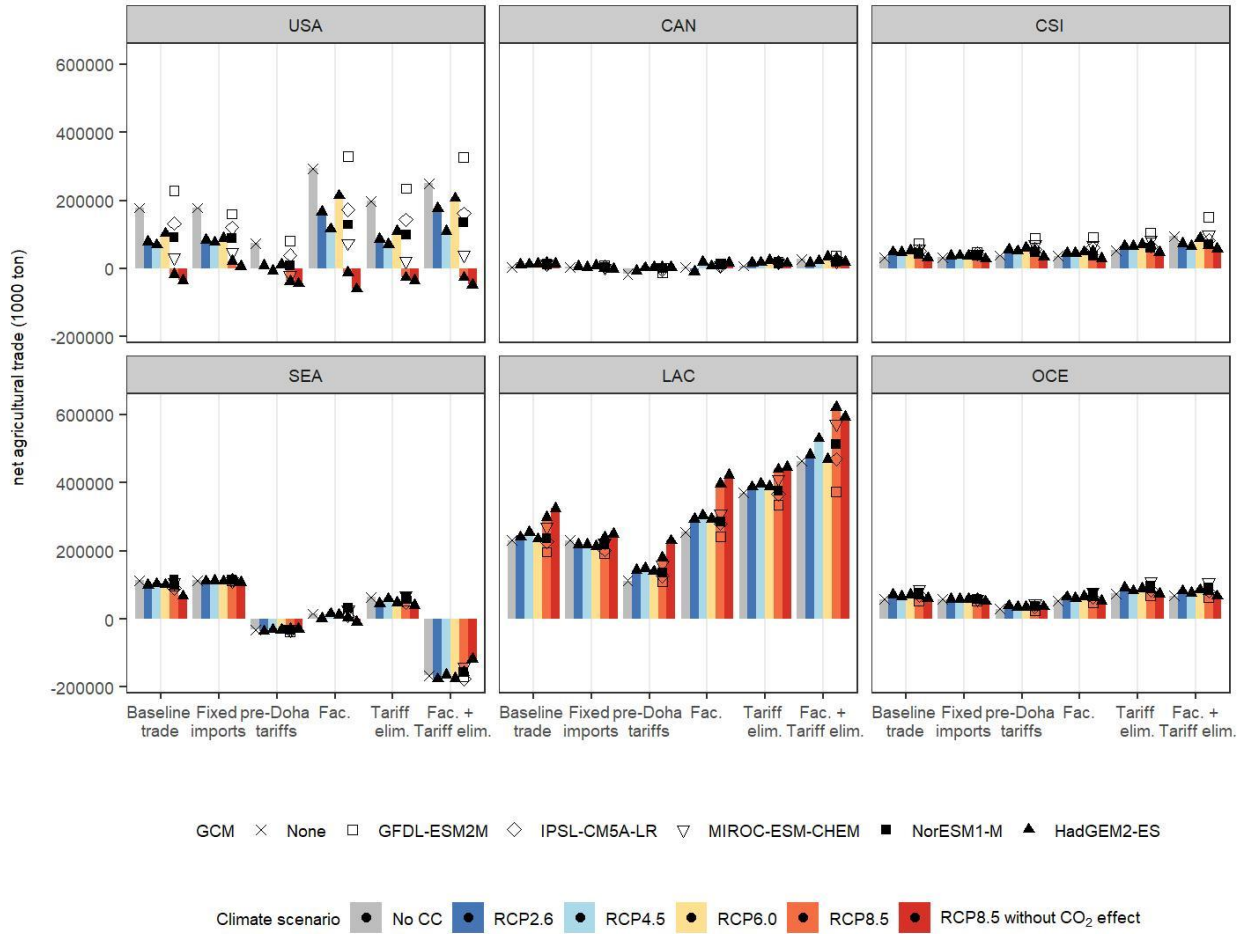 USA CAN CSI
600000
400000
200000
0
-200000
net agricultural trade (1000 ton)
SEA LAC OCE
600000
400000
200000
0
-200000
Baseline Fixed pre-Doha Fac. Tariff Fac. + Baseline Fixed pre-Doha Fac. Tariff Fac. + Baseline Fixed pre-Doha Fac. Tariff Fac. +
trade imports tariffs elim. Tariff elim. trade imports tariffs elim. Tariff elim. trade imports tariffs elim. Tariff elim.
GCM None GFDL-ESM2M IPSL-CM5A-LR MIROC-ESM-CHEM NorESM1-M HadGEM2-ES
Climate scenario No CC RCP2.6 RCP4.5 RCP6.0 RCP8.5 RCP8.5 without CO₂ effect